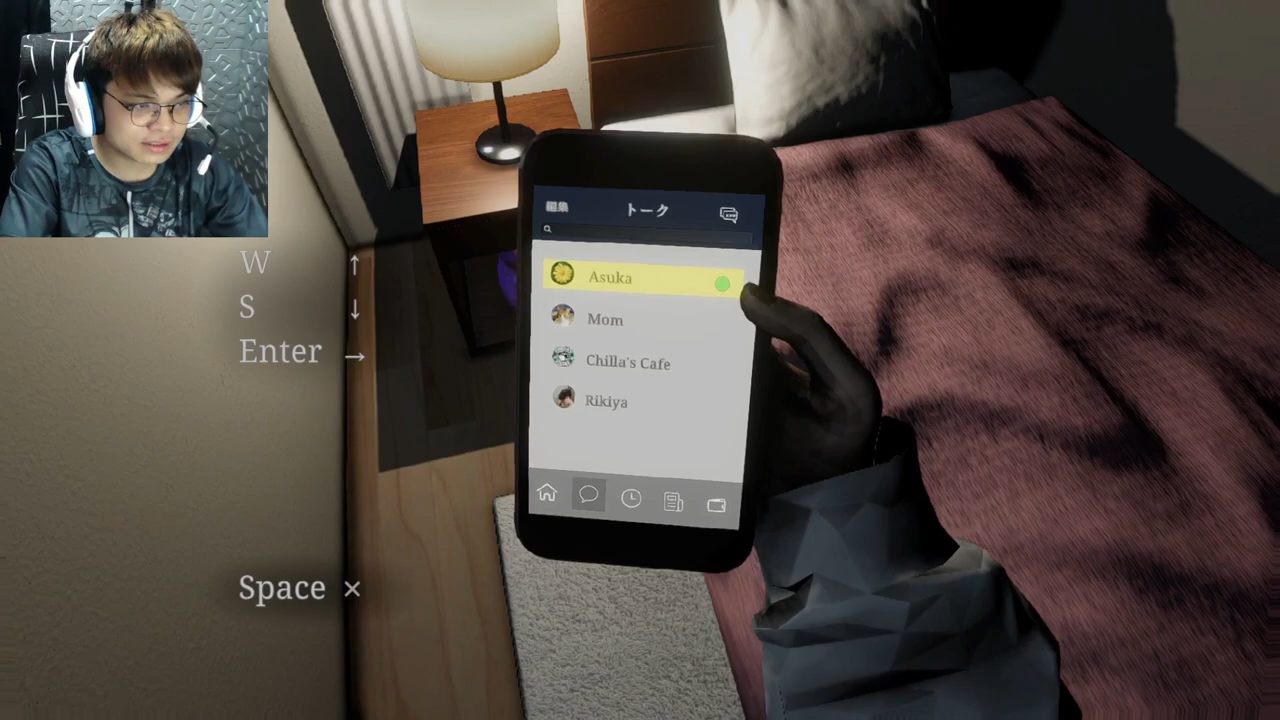 W ↑
S ↓
Enter →
Space ×
編集 トーク
Asuka
Mom
Chilla's Cafe
Rikiya